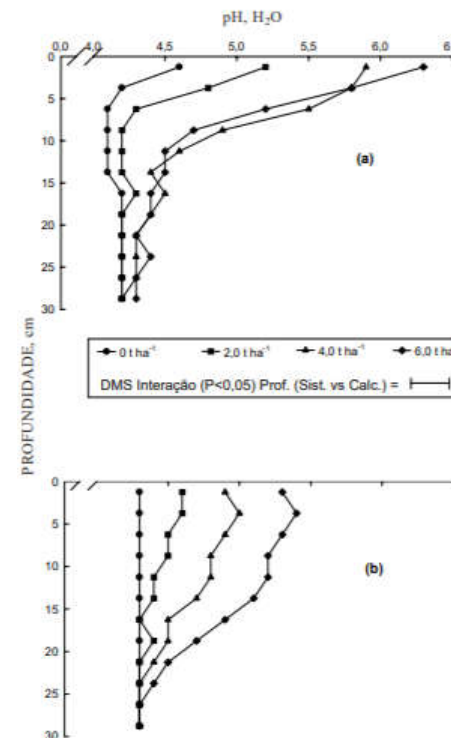 pH, H₂O
0,0 4,0 4,5 5,0 5,5 6,0 6,5
0
5
10
15
20
25
30
(a)
PROFUNDIDADE, cm
0 t ha⁻¹ 2,0 t ha⁻¹ 4,0 t ha⁻¹ 6,0 t ha⁻¹
DMS Interação (P<0,05) Prof. (Sist. vs Calc.) =
0
5
10
15
20
25
30
(b)